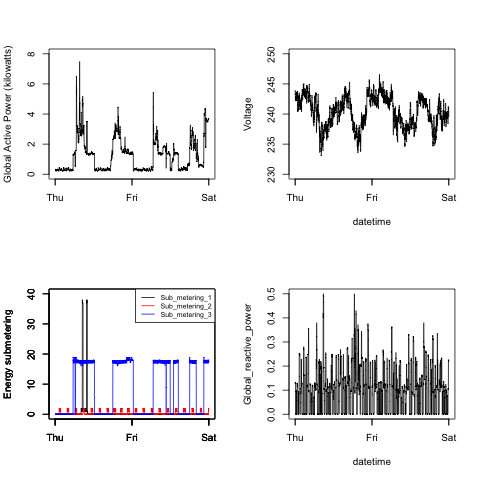 Global Active Power (kilowatts)
0 2 4 6 8
Thu Fri Sat
Voltage
230 235 240 245 250
Thu Fri Sat
datetime
Energy submetering
0 10 20 30 40
Sub_metering_1
Sub_metering_2
Sub_metering_3
Thu Fri Sat
Global_reactive_power
0.0 0.1 0.2 0.3 0.4 0.5
Thu Fri Sat
datetime